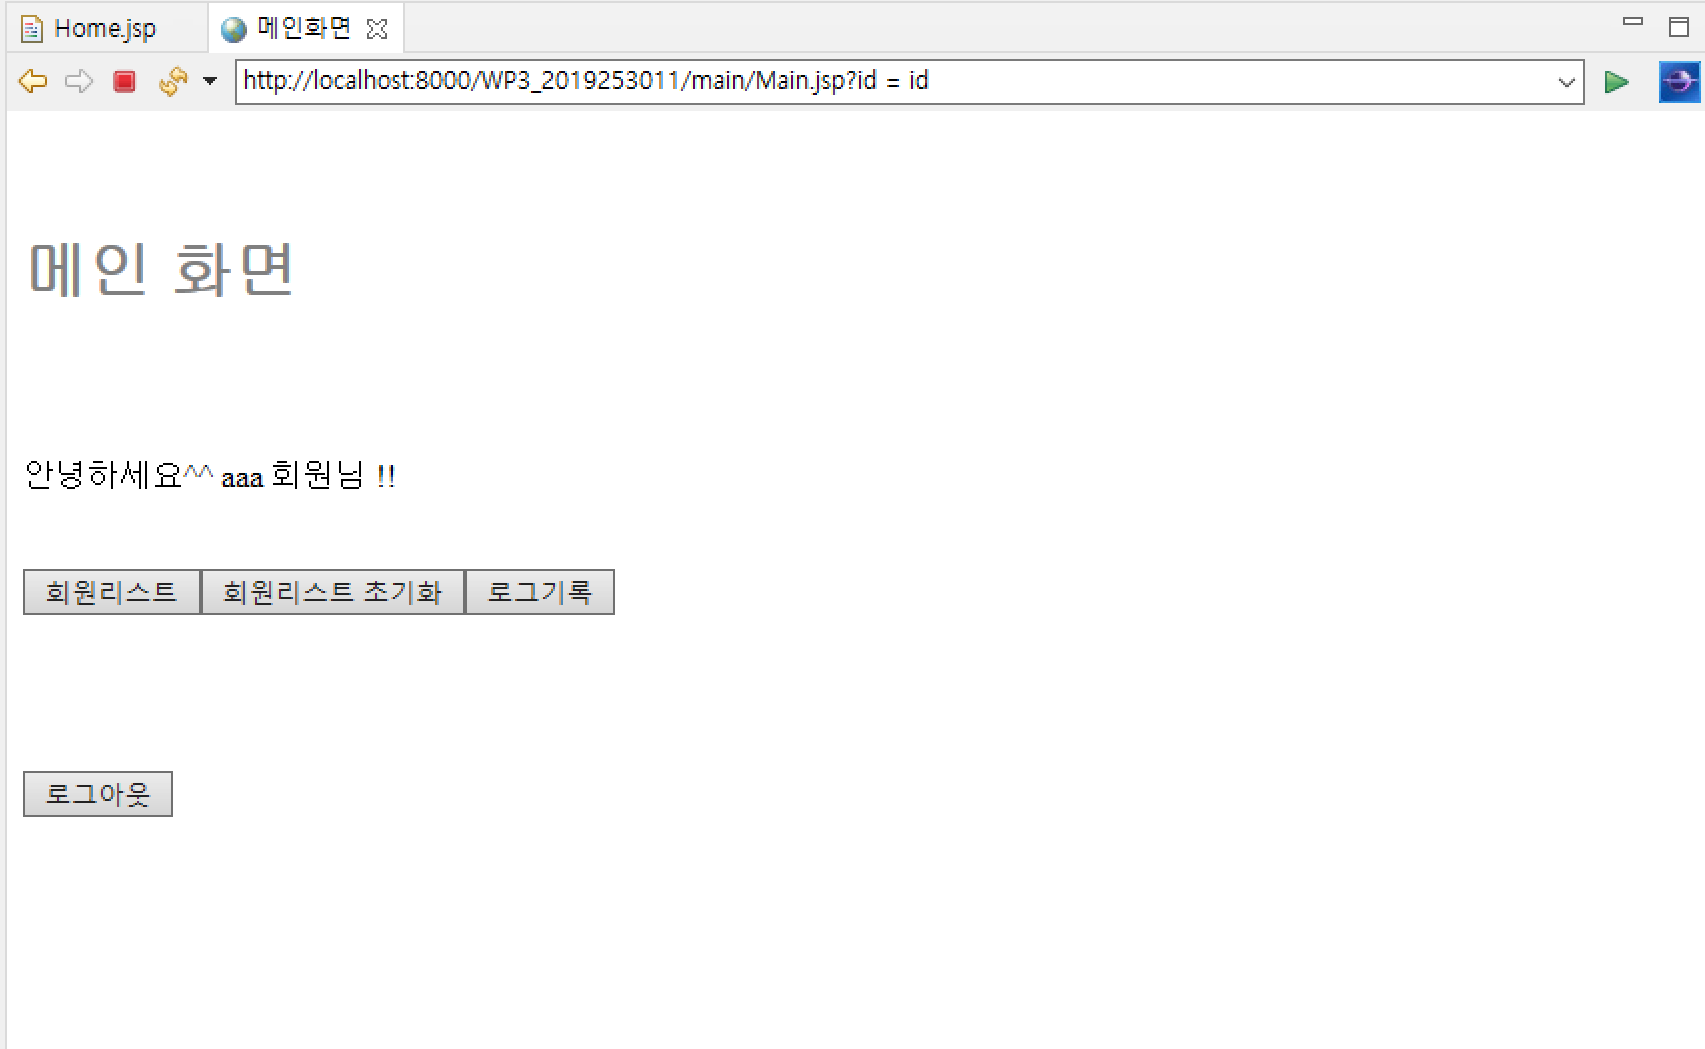 Home.jsp 메인화면
http://localhost:8000/WP3_2019253011/main/Main.jsp?id = id
메인 화면
안녕하세요^^ aaa 회원님 !!
회원리스트 회원리스트 초기화 로그기록
로그아웃